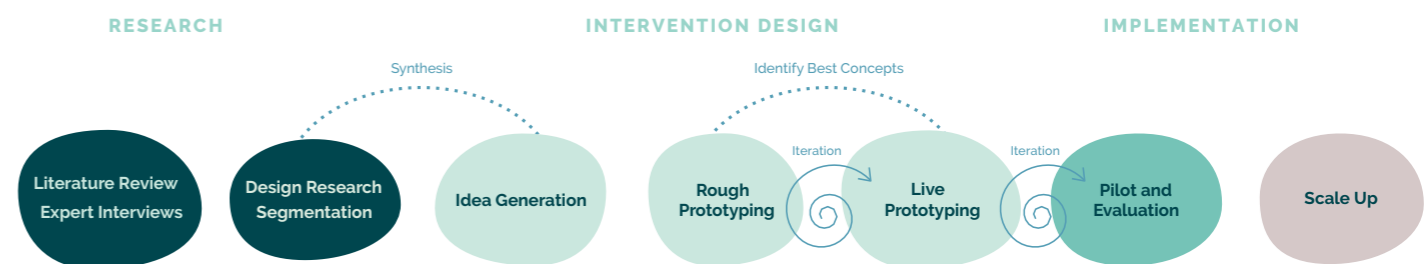 RESEARCH
INTERVENTION DESIGN
IMPLEMENTATION
Synthesis
Identify Best Concepts
Literature Review
Expert Interviews
Design Research
Segmentation
Idea Generation
Rough
Prototyping
Iteration
Live
Prototyping
Iteration
Pilot and
Evaluation
Scale Up